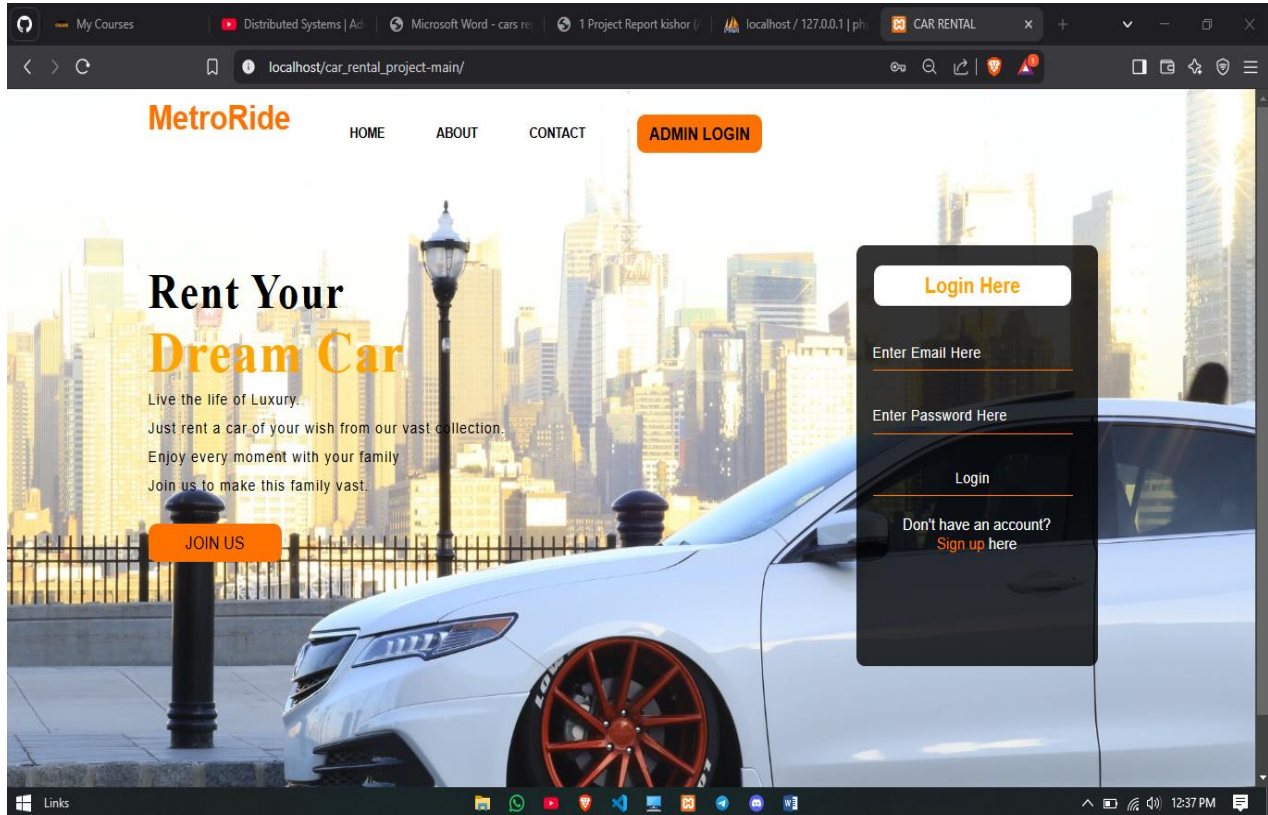 My Courses
Distributed Systems | Ad
Microsoft Word - cars re
1 Project Report kishor (
localhost / 127.0.0.1 | ph
CAR RENTAL
localhost/car_rental_project-main/
MetroRide
HOME
ABOUT
CONTACT
ADMIN LOGIN
Rent Your
Dream Car
Live the life of Luxury.
Just rent a car of your wish from our vast collection.
Enjoy every moment with your family
Join us to make this family vast.
JOIN US
Login Here
Enter Email Here
Enter Password Here
Login
Don't have an account?
Sign up here
Links
12:37 PM